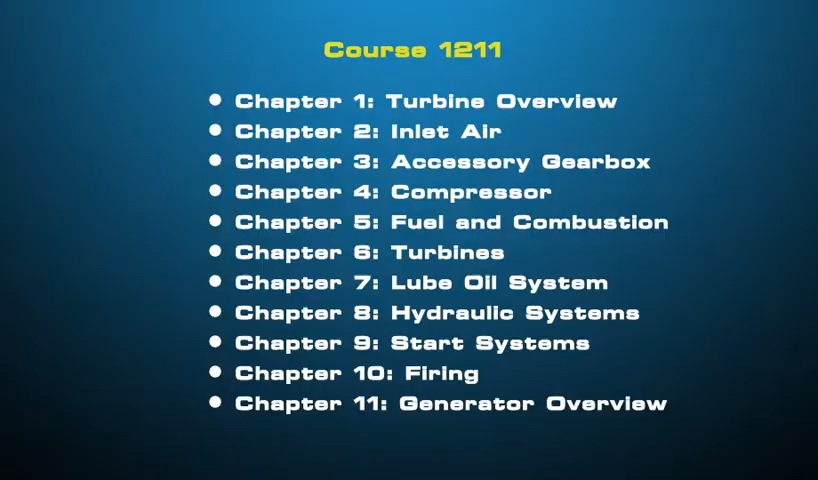 Course 1211
• Chapter 1: Turbine Overview
• Chapter 2: Inlet Air
• Chapter 3: Accessory Gearbox
• Chapter 4: Compressor
• Chapter 5: Fuel and Combustion
• Chapter 6: Turbines
• Chapter 7: Lube Oil System
• Chapter 8: Hydraulic Systems
• Chapter 9: Start Systems
• Chapter 10: Firing
• Chapter 11: Generator Overview